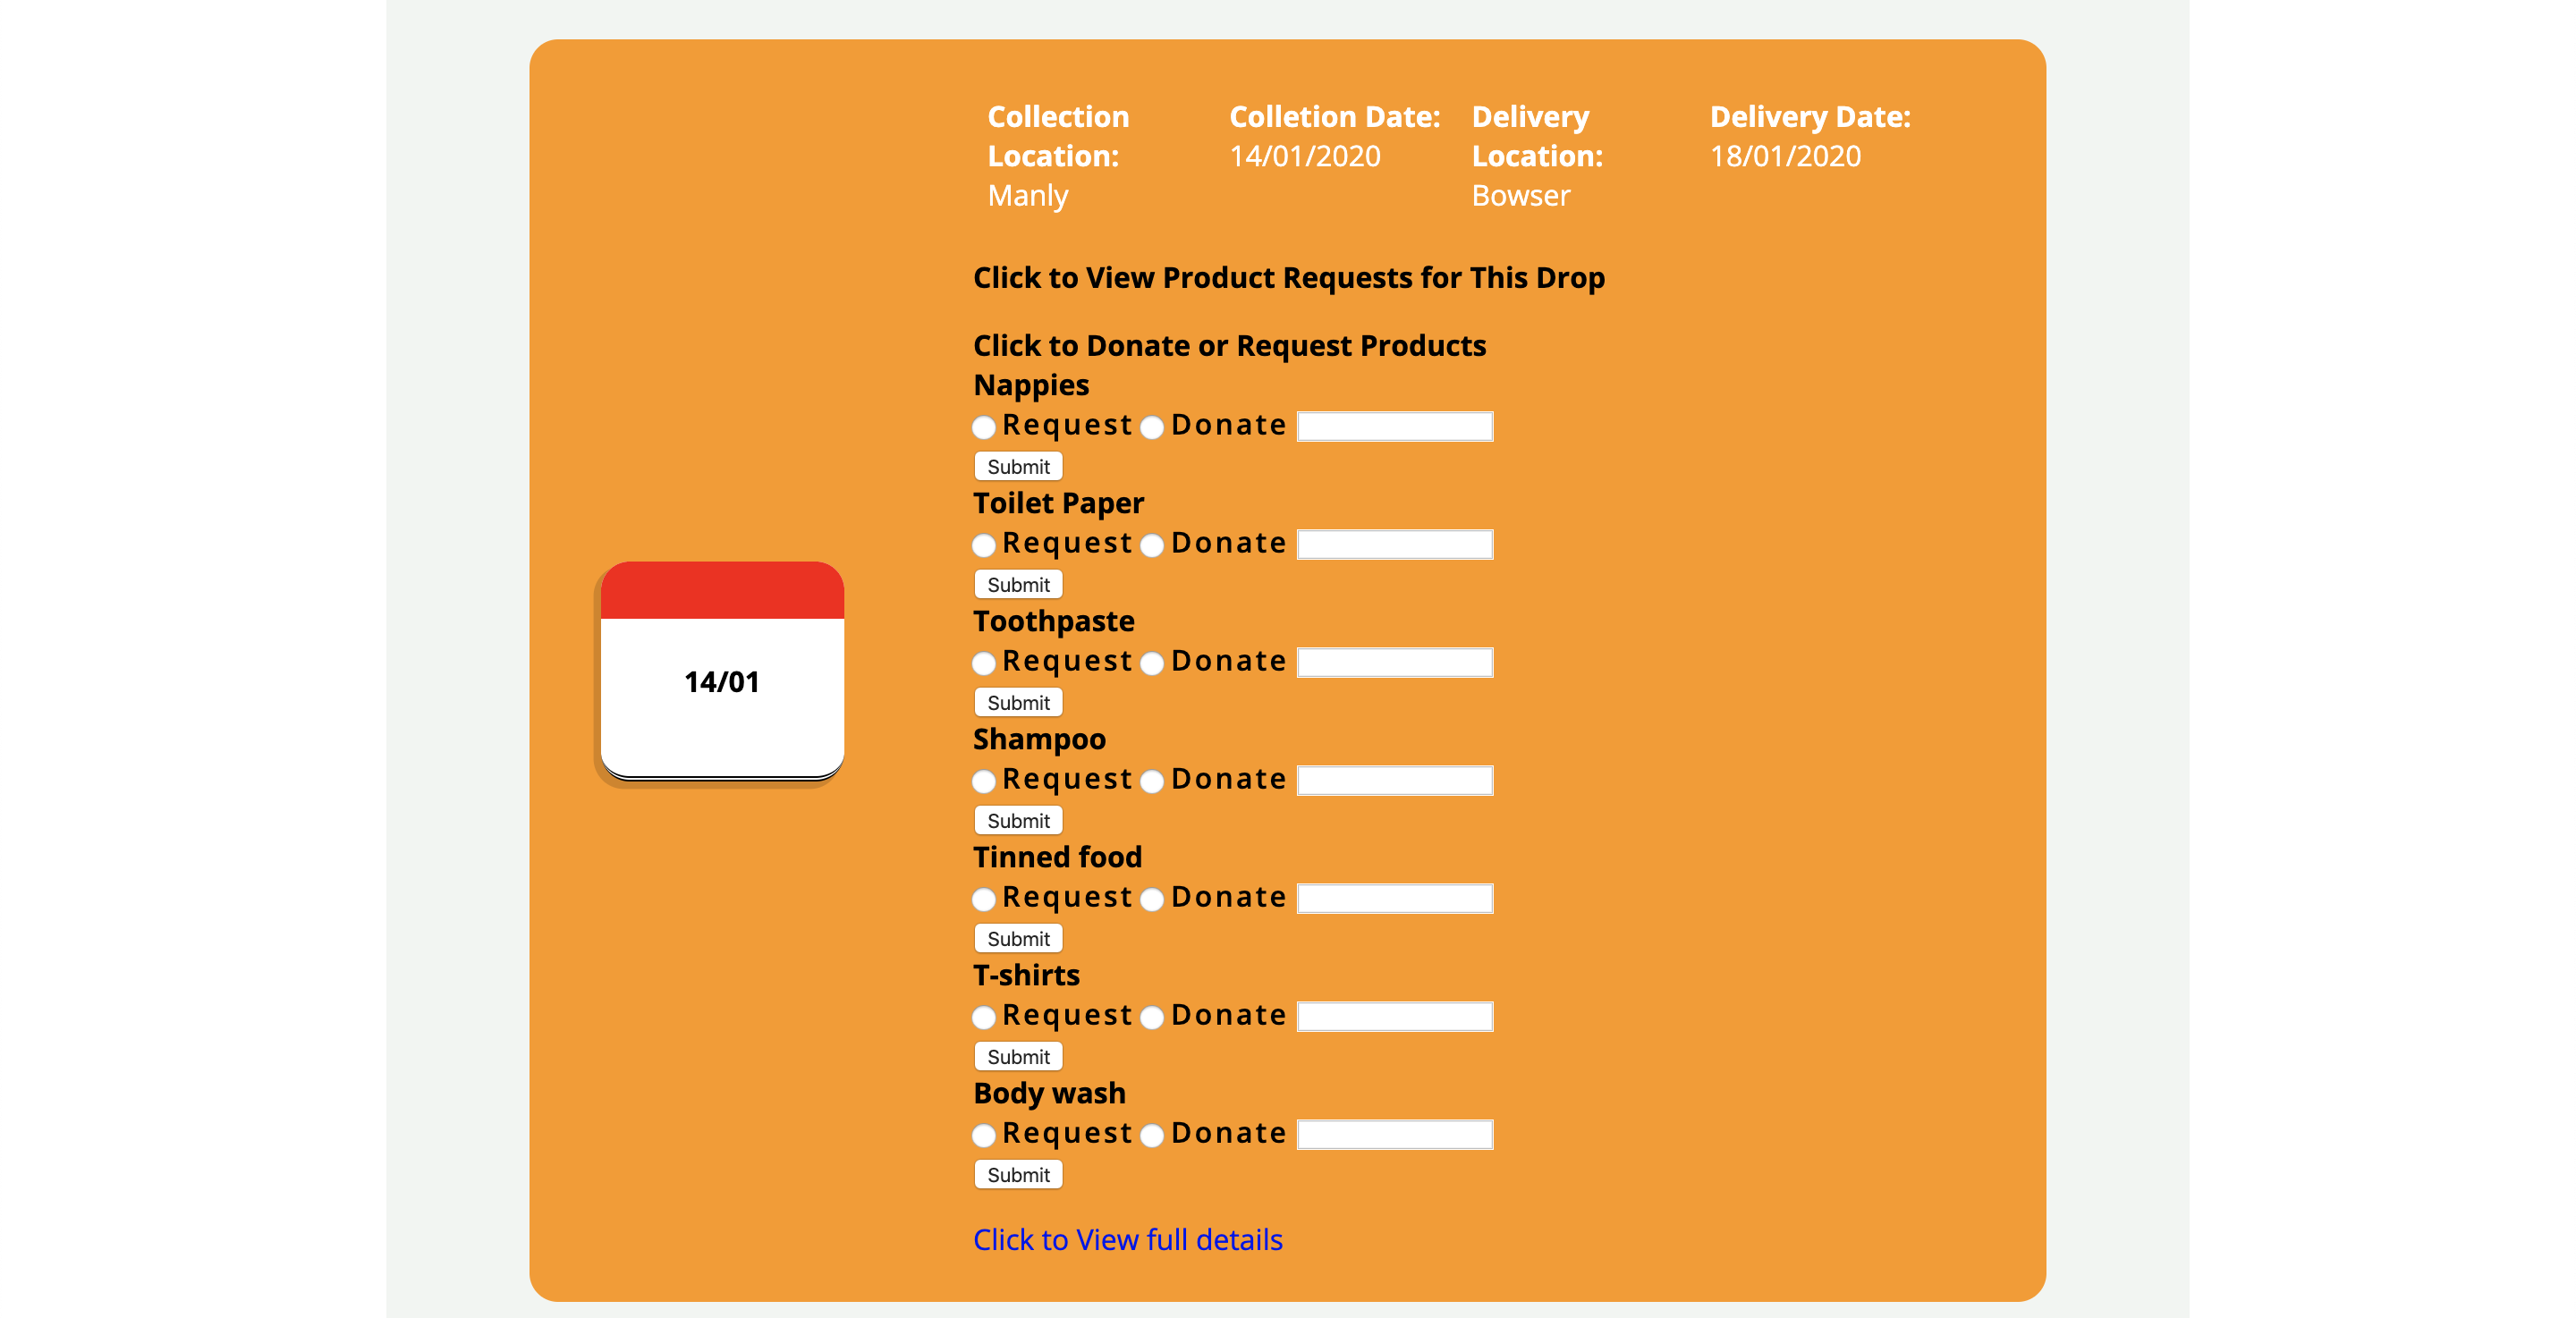 Collection Location: Manly
Colletion Date: 14/01/2020
Delivery Location: Bowser
Delivery Date: 18/01/2020
Click to View Product Requests for This Drop
Click to Donate or Request Products
Nappies
Request Donate
Submit
Toilet Paper
Request Donate
Submit
Toothpaste
Request Donate
Submit
14/01
Shampoo
Request Donate
Submit
Tinned food
Request Donate
Submit
T-shirts
Request Donate
Submit
Body wash
Request Donate
Submit
Click to View full details